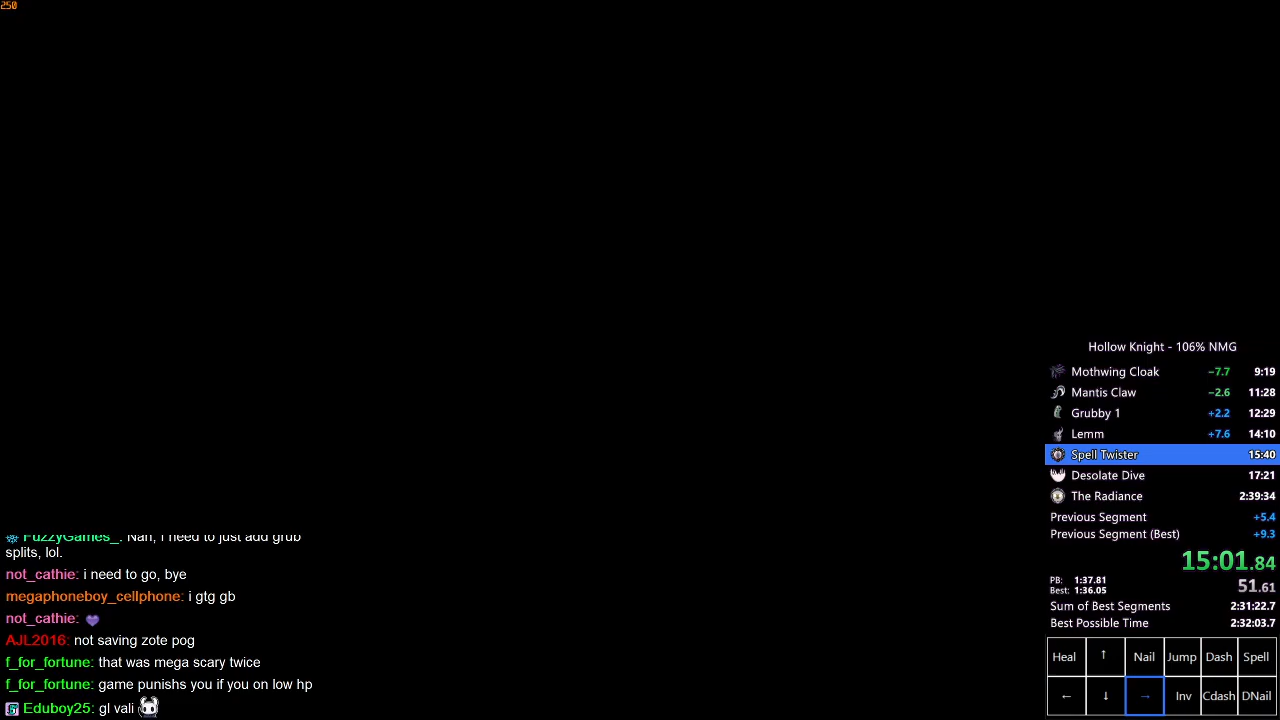 250
FuzzyGames_: Nah, i need to just add grub
splits, lol.
not_cathie: i need to go, bye
megaphoneboy_cellphone: i gtg gb
not_cathie:
AJL2016: not saving zote pog
f_for_fortune: that was mega scary twice
f_for_fortune: game punishs you if you on low hp
Eduboy25: gl vali
Hollow Knight - 106% NMG
Mothwing Cloak −7.7 9:19
Mantis Claw −2.6 11:28
Grubby 1 +2.2 12:29
Lemm +7.6 14:10
Spell Twister 15:40
Desolate Dive 17:21
The Radiance 2:39:34
Previous Segment +5.4
Previous Segment (Best) +9.3
15:01.84
PB: 1:37.81
Best: 1:36.05
51.61
Sum of Best Segments 2:31:22.7
Best Possible Time 2:32:03.7
Heal ↑ Nail Jump Dash Spell
← ↓ → Inv Cdash DNail